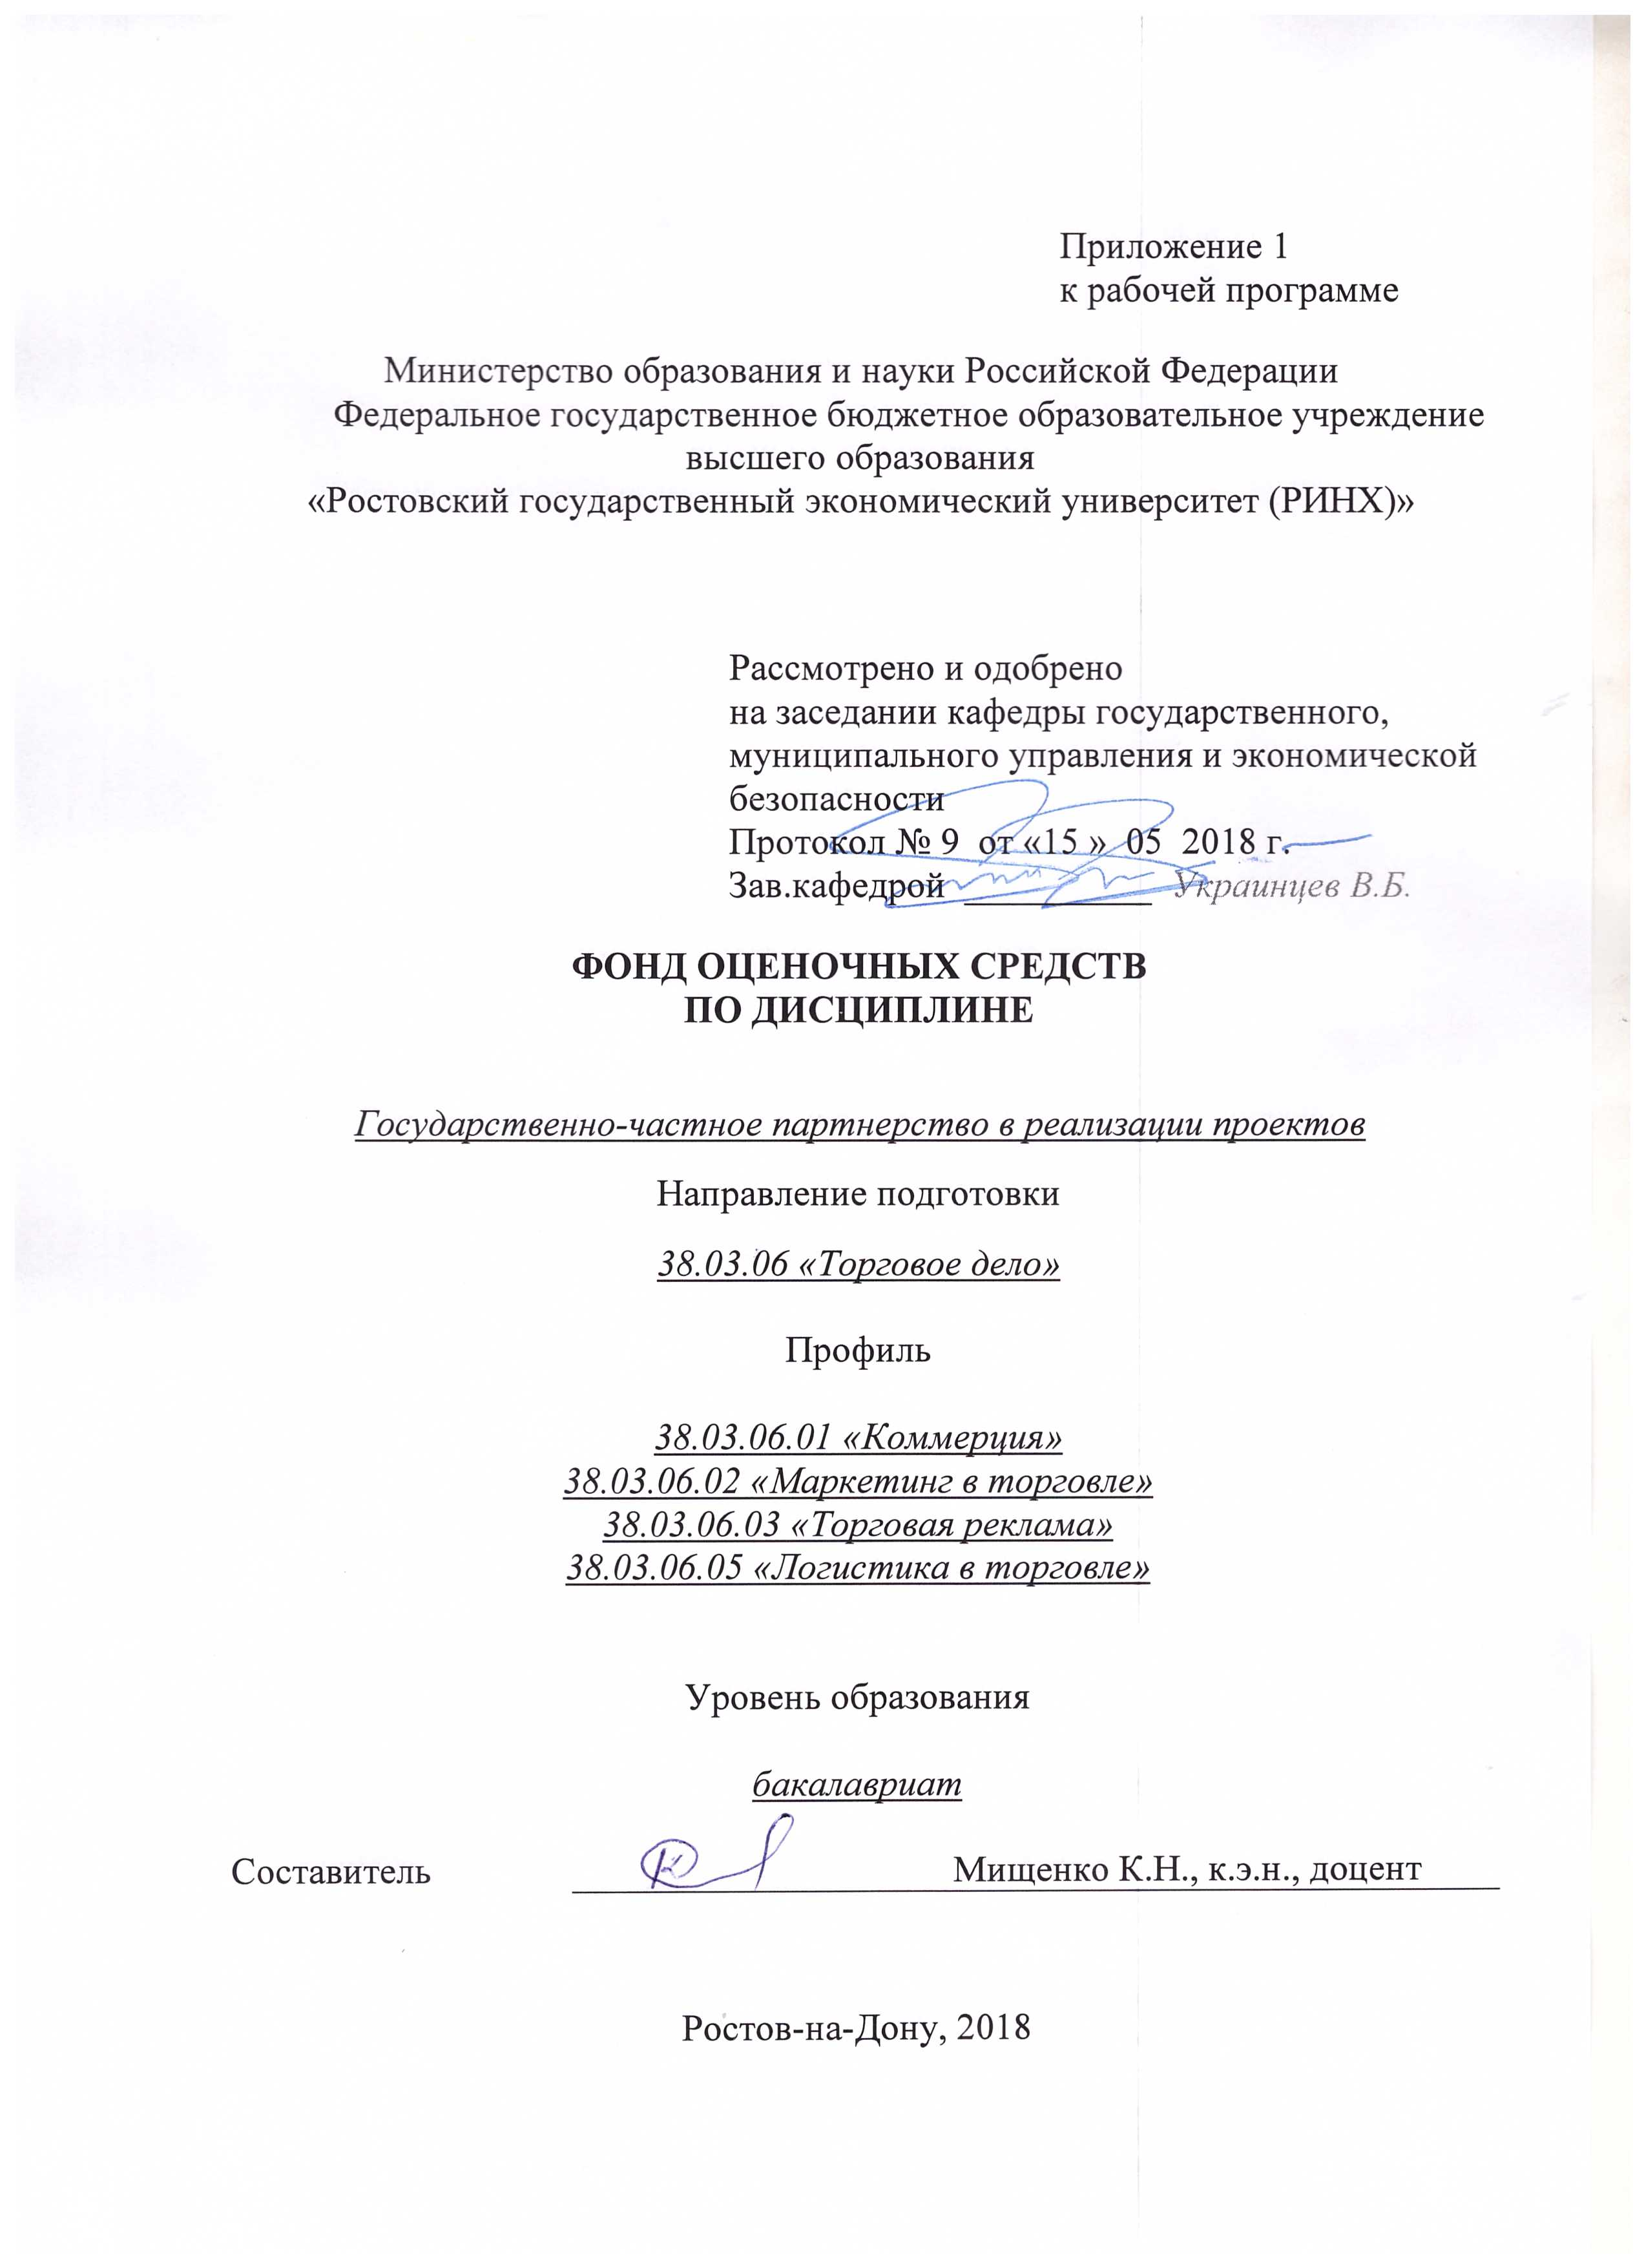 Приложение 1
к рабочей программе
Министерство образования и науки Российской Федерации
Федеральное государственное бюджетное образовательное учреждение
высшего образования
«Ростовский государственный экономический университет (РИНХ)»
Рассмотрено и одобрено
на заседании кафедры государственного,
муниципального управления и экономической
безопасности
Протокол № 9 от «15 » 05 2018 г.
Зав.кафедрой ___________ Украинцев В.Б.
ФОНД ОЦЕНОЧНЫХ СРЕДСТВ
ПО ДИСЦИПЛИНЕ
Государственно-частное партнерство в реализации проектов
Направление подготовки
38.03.06 «Торговое дело»
Профиль
38.03.06.01 «Коммерция»
38.03.06.02 «Маркетинг в торговле»
38.03.06.03 «Торговая реклама»
38.03.06.05 «Логистика в торговле»
Уровень образования
бакалавриат
Составитель Мищенко К.Н., к.э.н., доцент
Ростов-на-Дону, 2018